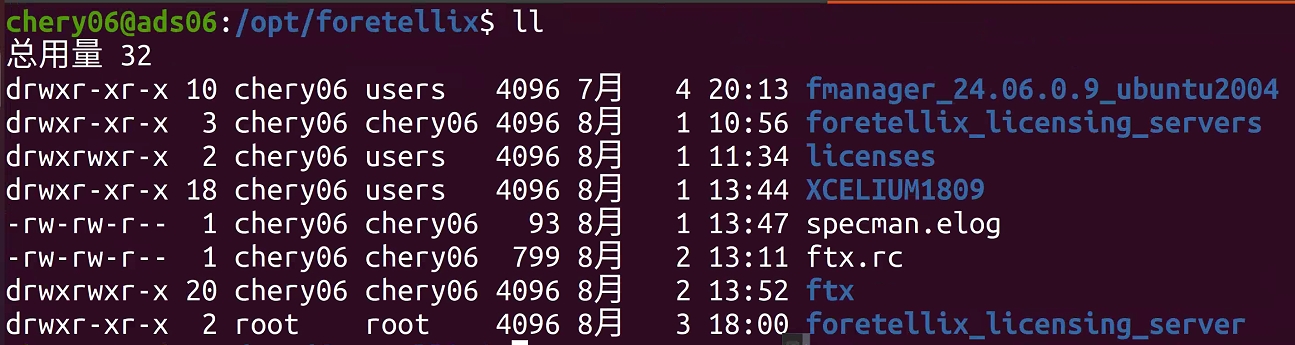 chery06@ads06:/opt/foretellix$ ll
总用量 32
drwxr-xr-x 10 chery06 users   4096 7月   4 20:13 fmanager_24.06.0.9_ubuntu2004
drwxr-xr-x  3 chery06 chery06 4096 8月   1 10:56 foretellix_licensing_servers
drwxrwxr-x  2 chery06 users   4096 8月   1 11:34 licenses
drwxr-xr-x 18 chery06 users   4096 8月   1 13:44 XCELIUM1809
-rw-rw-r--  1 chery06 chery06   93 8月   1 13:47 specman.elog
-rw-rw-r--  1 chery06 chery06  799 8月   2 13:11 ftx.rc
drwxrwxr-x 20 chery06 chery06 4096 8月   2 13:52 ftx
drwxr-xr-x  2 root    root    4096 8月   3 18:00 foretellix_licensing_server